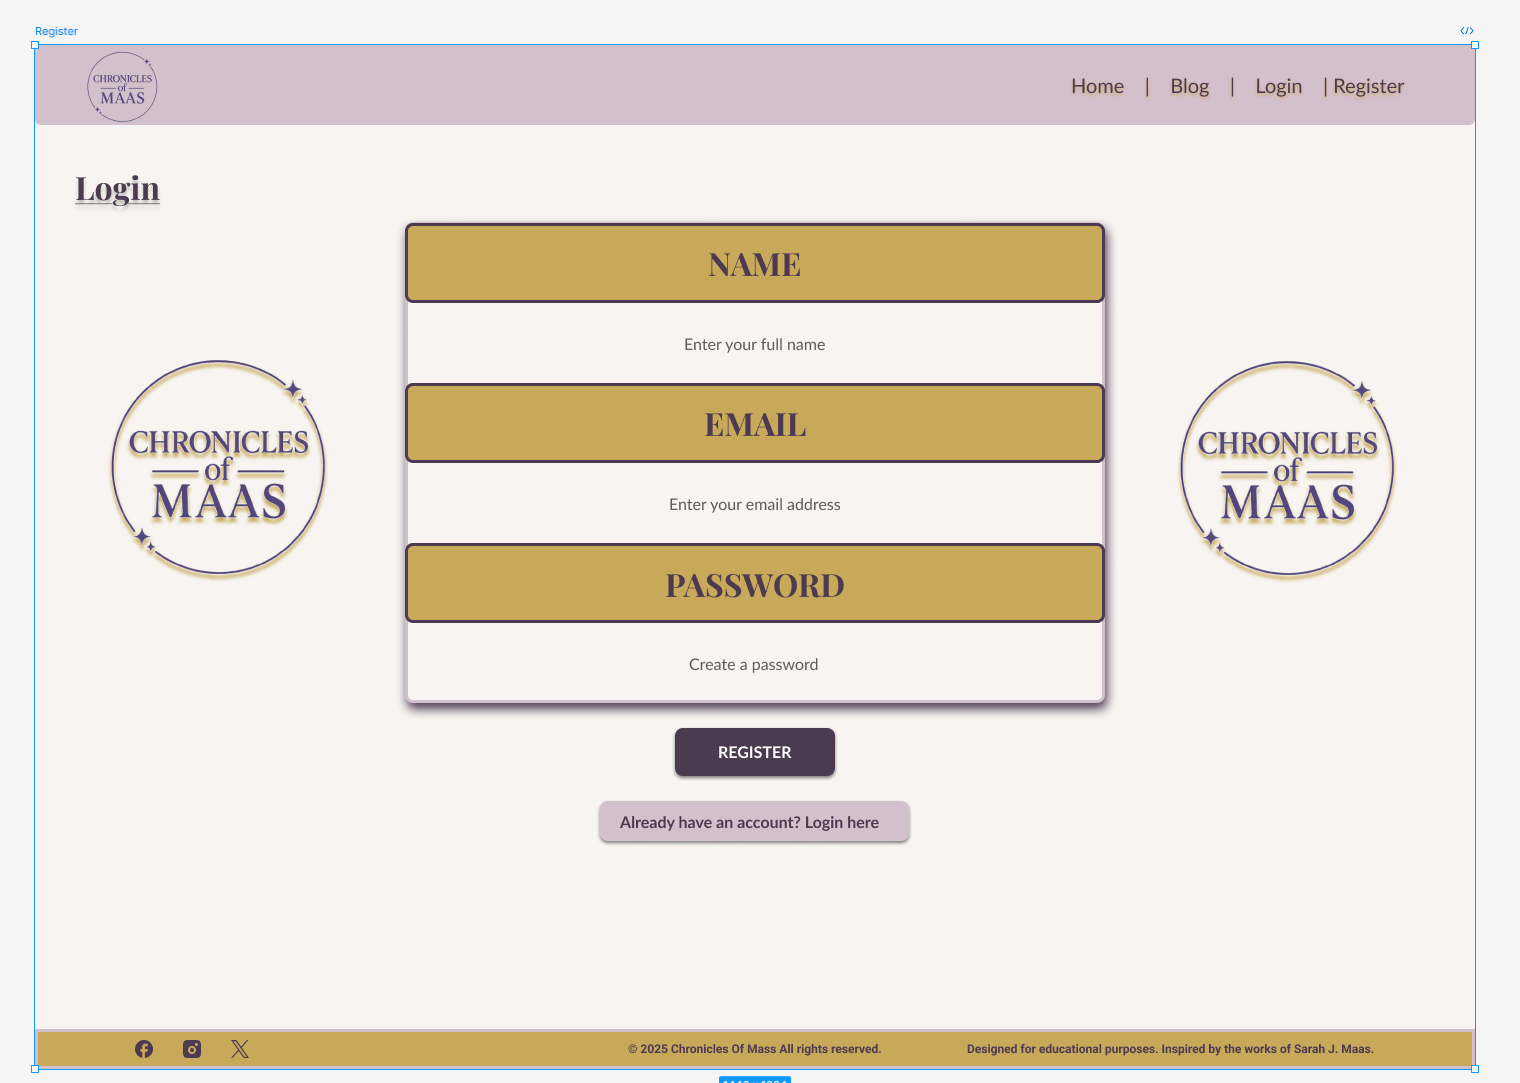 Register
CHRONICLES
of
MAAS
Home | Blog | Login | Register
Login
NAME
Enter your full name
CHRONICLES
of
MAAS
EMAIL
Enter your email address
CHRONICLES
of
MAAS
PASSWORD
Create a password
REGISTER
Already have an account? Login here
© 2025 Chronicles Of Mass All rights reserved.
Designed for educational purposes. Inspired by the works of Sarah J. Maas.